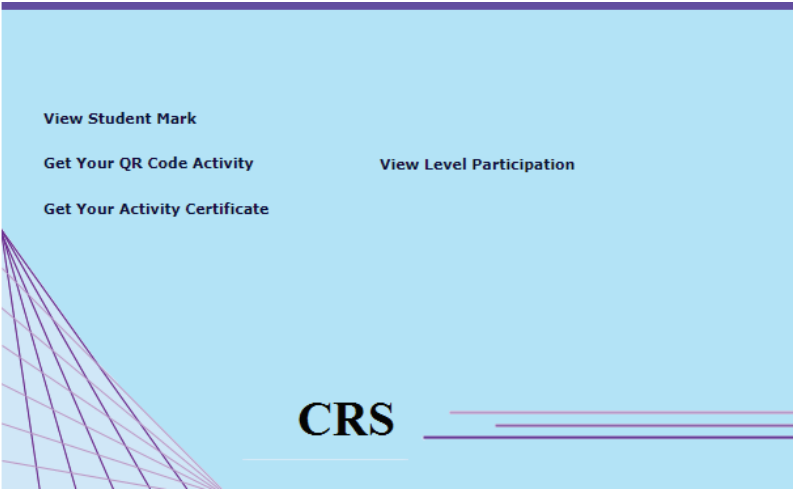 View Student Mark
Get Your QR Code Activity
View Level Participation
Get Your Activity Certificate
CRS